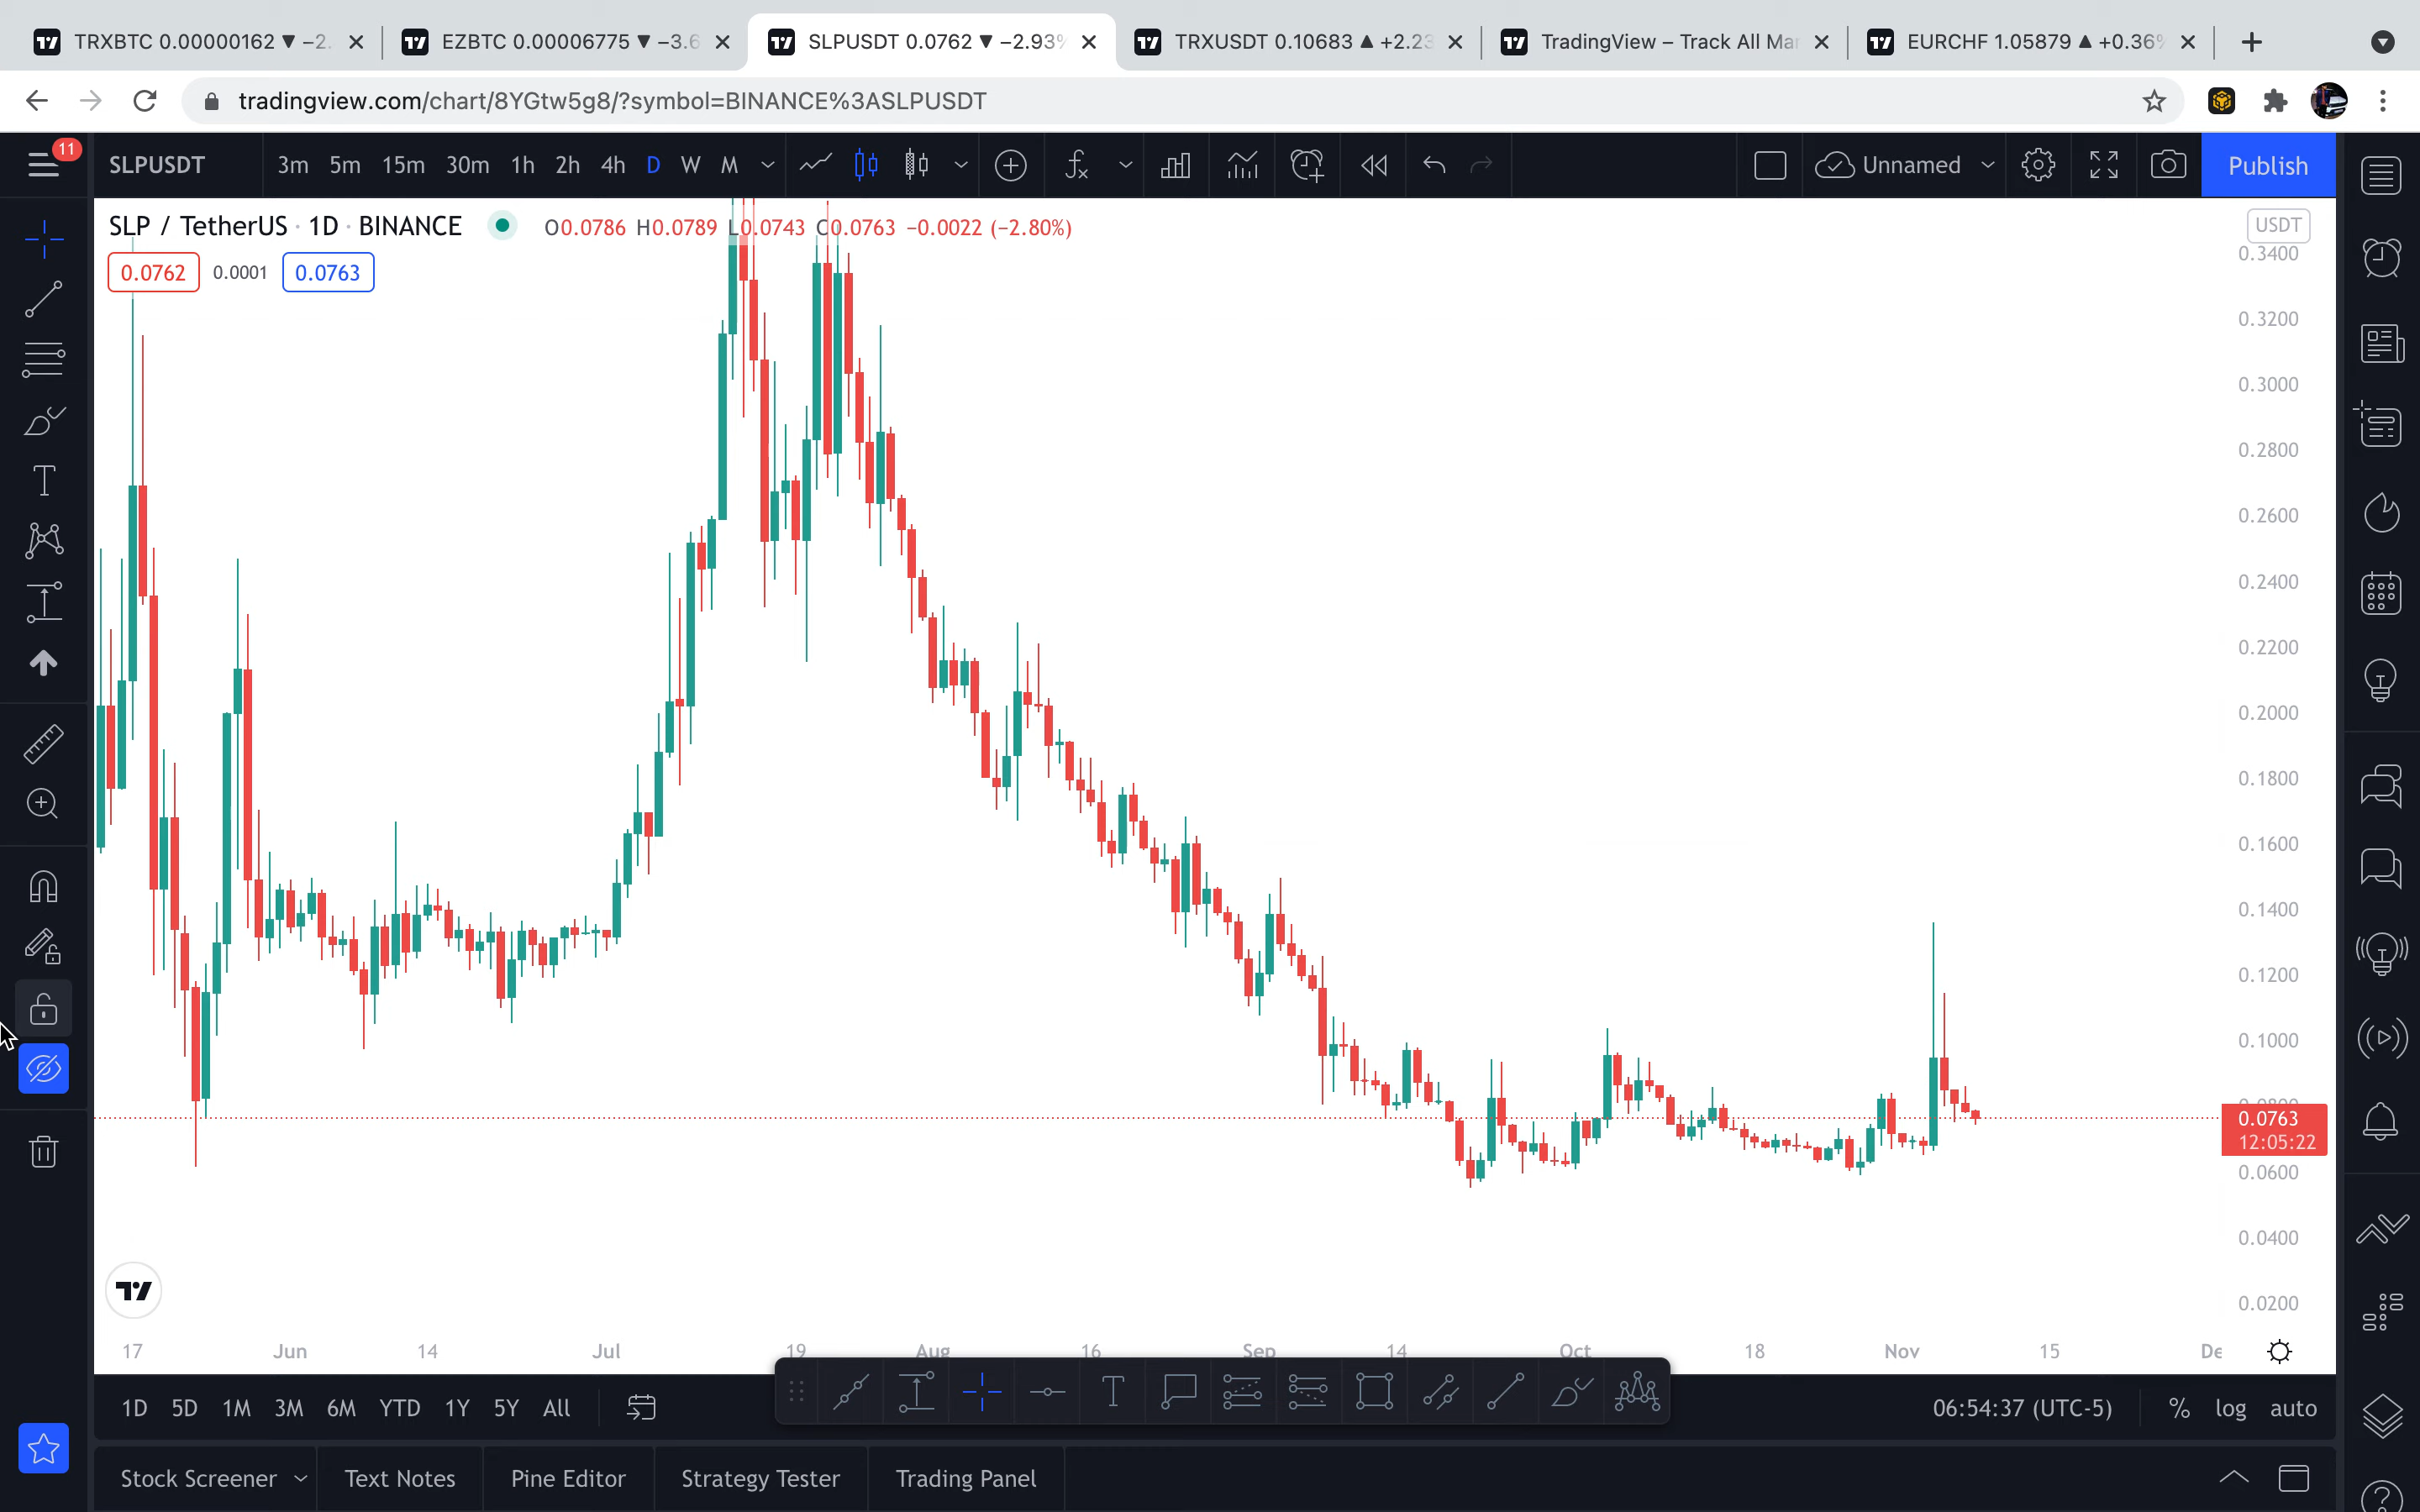 TRXBTC 0.00000162 ▼ −2.
EZBTC 0.00006775 ▼ −3.6
SLPUSDT 0.0762 ▼ −2.93%
TRXUSDT 0.10683 ▲ +2.23
TradingView – Track All Mar
EURCHF 1.05879 ▲ +0.36%
tradingview.com/chart/8YGtw5g8/?symbol=BINANCE%3ASLPUSDT
11
SLPUSDT
3m 5m 15m 30m 1h 2h 4h D W M
Unnamed
Publish
SLP / TetherUS · 1D · BINANCE
O0.0786 H0.0789 L0.0743 C0.0763 −0.0022 (−2.80%)
0.0762 0.0001 0.0763
USDT
0.3400
0.3200
0.3000
0.2800
0.2600
0.2400
0.2200
0.2000
0.1800
0.1600
0.1400
0.1200
0.1000
0.0800
0.0763
12:05:22
0.0600
0.0400
0.0200
17 Jun 14 Jul 19 Aug 16 Sep 14 Oct 18 Nov 15 De
1D 5D 1M 3M 6M YTD 1Y 5Y All
06:54:37 (UTC-5) % log auto
Stock Screener Text Notes Pine Editor Strategy Tester Trading Panel